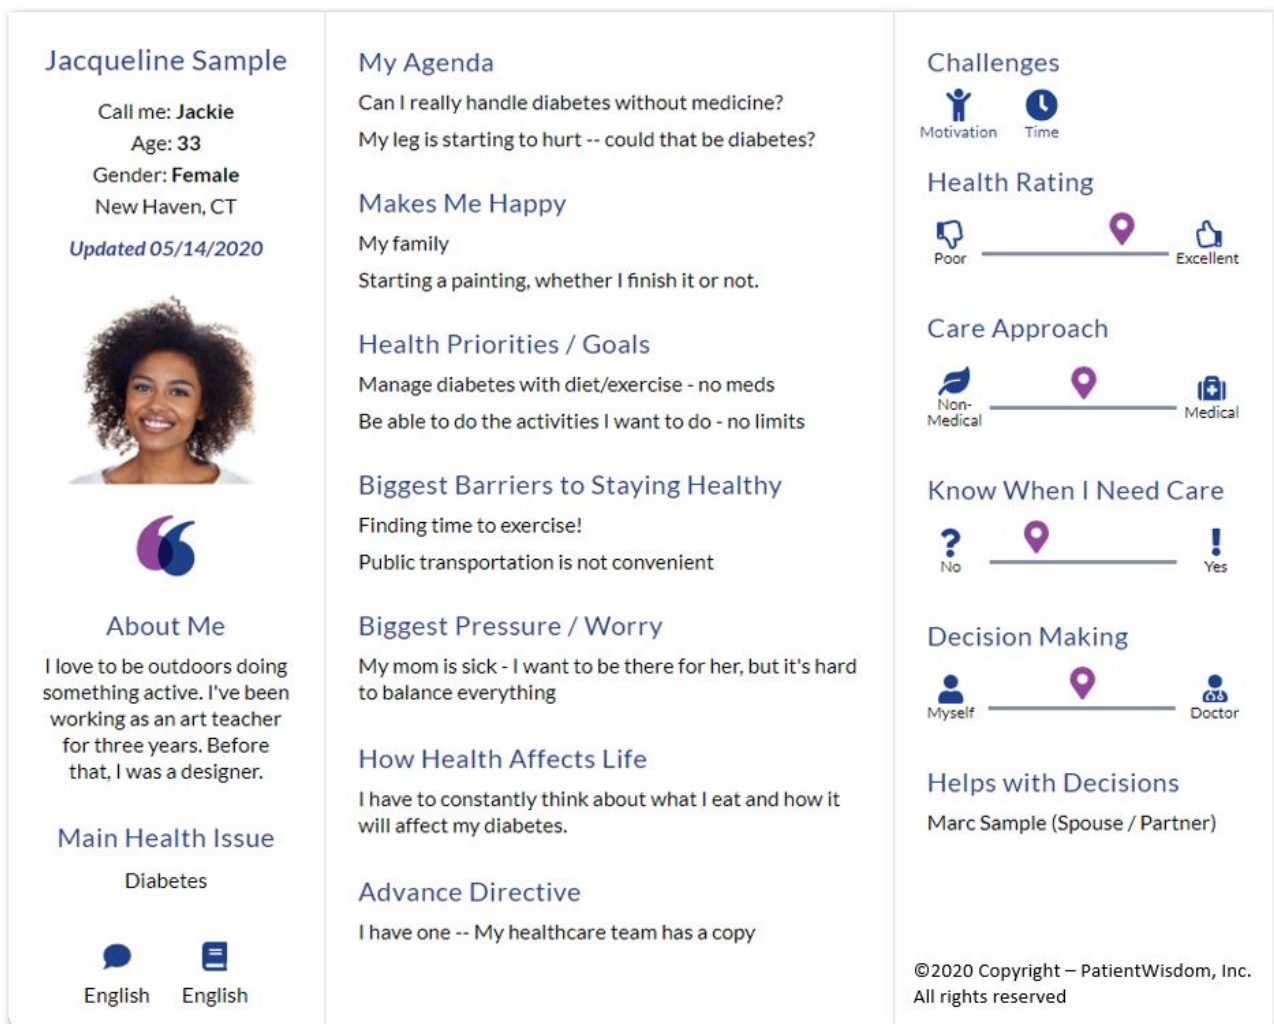 Jacqueline Sample
Call me: Jackie
Age: 33
Gender: Female
New Haven, CT
Updated 05/14/2020
About Me
I love to be outdoors doing
something active. I've been
working as an art teacher
for three years. Before
that, I was a designer.
Main Health Issue
Diabetes
English
English
My Agenda
Can I really handle diabetes without medicine?
My leg is starting to hurt -- could that be diabetes?
Makes Me Happy
My family
Starting a painting, whether I finish it or not.
Health Priorities / Goals
Manage diabetes with diet/exercise - no meds
Be able to do the activities I want to do - no limits
Biggest Barriers to Staying Healthy
Finding time to exercise!
Public transportation is not convenient
Biggest Pressure / Worry
My mom is sick - I want to be there for her, but it's hard
to balance everything
How Health Affects Life
I have to constantly think about what I eat and how it
will affect my diabetes.
Advance Directive
I have one -- My healthcare team has a copy
Challenges
Motivation
Time
Health Rating
Poor
Excellent
Care Approach
Non-
Medical
Medical
Know When I Need Care
No
Yes
Decision Making
Myself
Doctor
Helps with Decisions
Marc Sample (Spouse / Partner)
©2020 Copyright – PatientWisdom, Inc.
All rights reserved